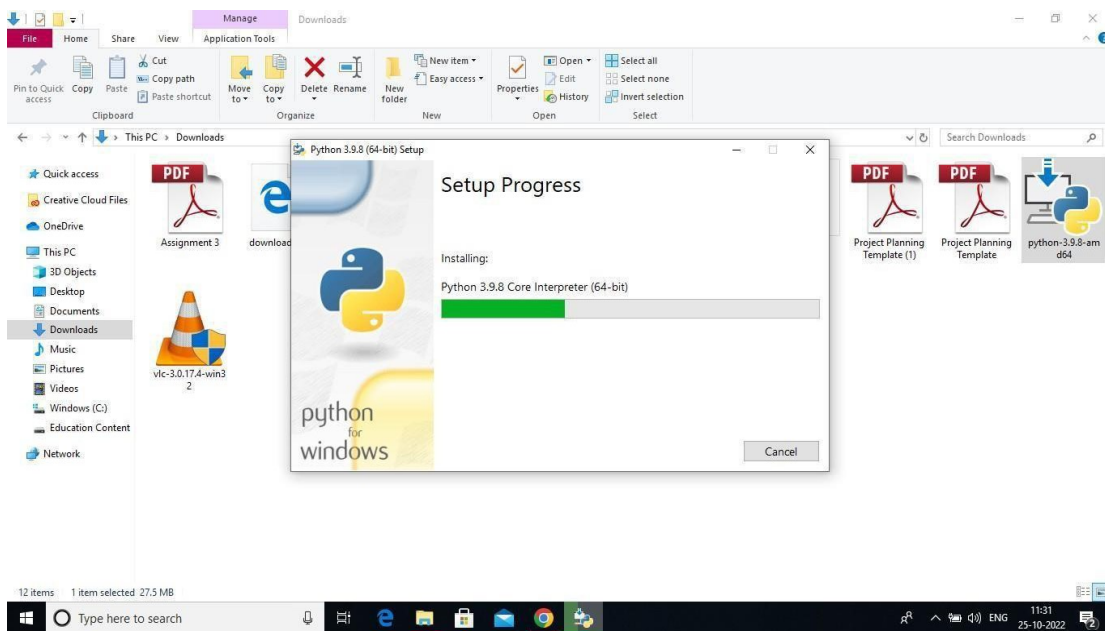 Manage
Downloads
File
Home
Share
View
Application Tools
Pin to Quick access
Copy
Paste
Cut
Copy path
Paste shortcut
Clipboard
Move to
Copy to
Delete
Rename
Organize
New folder
New item
Easy access
New
Properties
Open
Edit
History
Open
Select all
Select none
Invert selection
Select
This PC
Downloads
Search Downloads
Quick access
Creative Cloud Files
OneDrive
This PC
3D Objects
Desktop
Documents
Downloads
Music
Pictures
Videos
Windows (C:)
Education Content
Network
PDF
Assignment 3
download
vlc-3.0.17.4-win3
2
Python 3.9.8 (64-bit) Setup
Setup Progress
Installing:
Python 3.9.8 Core Interpreter (64-bit)
python
for
windows
Cancel
PDF
Project Planning
Template (1)
PDF
Project Planning
Template
python-3.9.8-am
d64
12 items
1 item selected 27.5 MB
Type here to search
ENG
11:31
25-10-2022
2